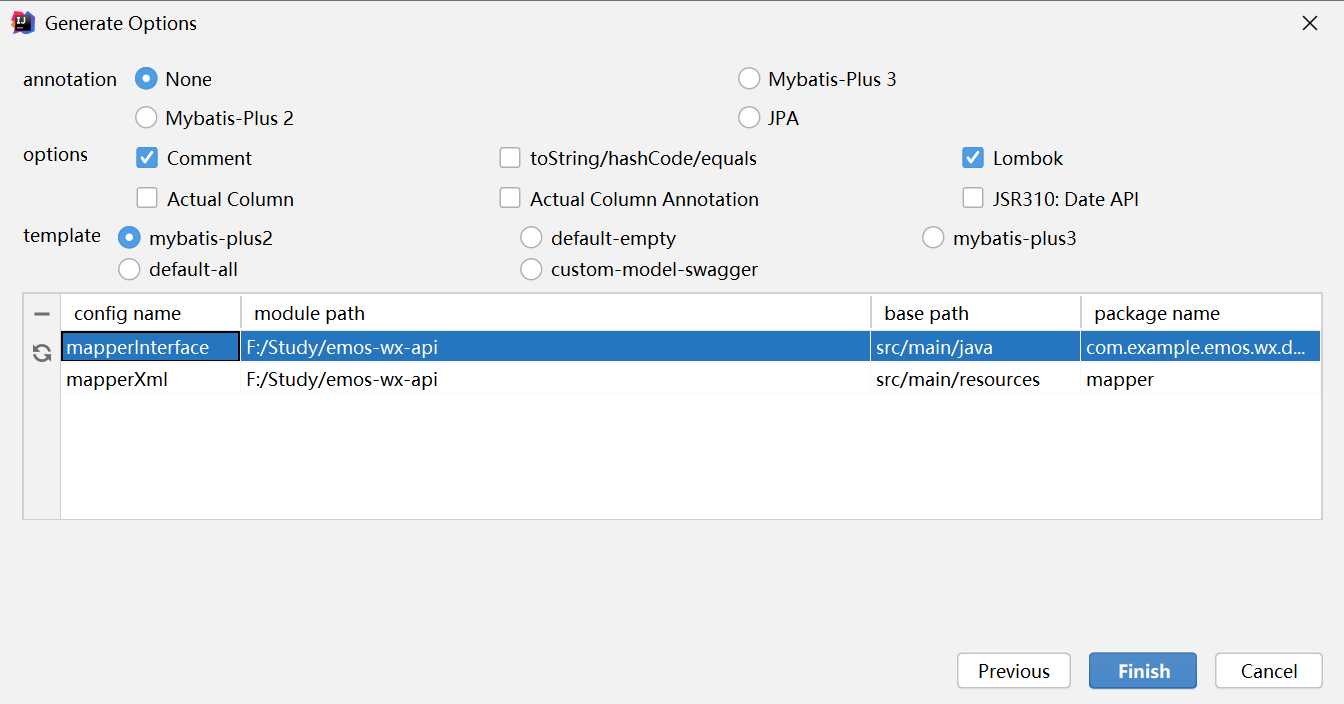 Generate Options
annotation None Mybatis-Plus 3
Mybatis-Plus 2 JPA
options Comment toString/hashCode/equals Lombok
Actual Column Actual Column Annotation JSR310: Date API
template mybatis-plus2 default-empty mybatis-plus3
default-all custom-model-swagger
config name module path base path package name
mapperInterface F:/Study/emos-wx-api src/main/java com.example.emos.wx.d...
mapperXml F:/Study/emos-wx-api src/main/resources mapper
Previous Finish Cancel